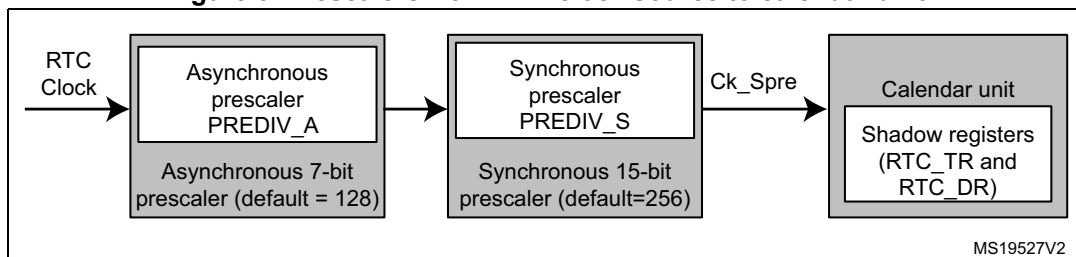 RTC
Clock
Asynchronous
prescaler
PREDIV_A
Asynchronous 7-bit
prescaler (default = 128)
Synchronous
prescaler
PREDIV_S
Synchronous 15-bit
prescaler (default=256)
Ck_Spre
Calendar unit
Shadow registers
(RTC_TR and
RTC_DR)
MS19527V2